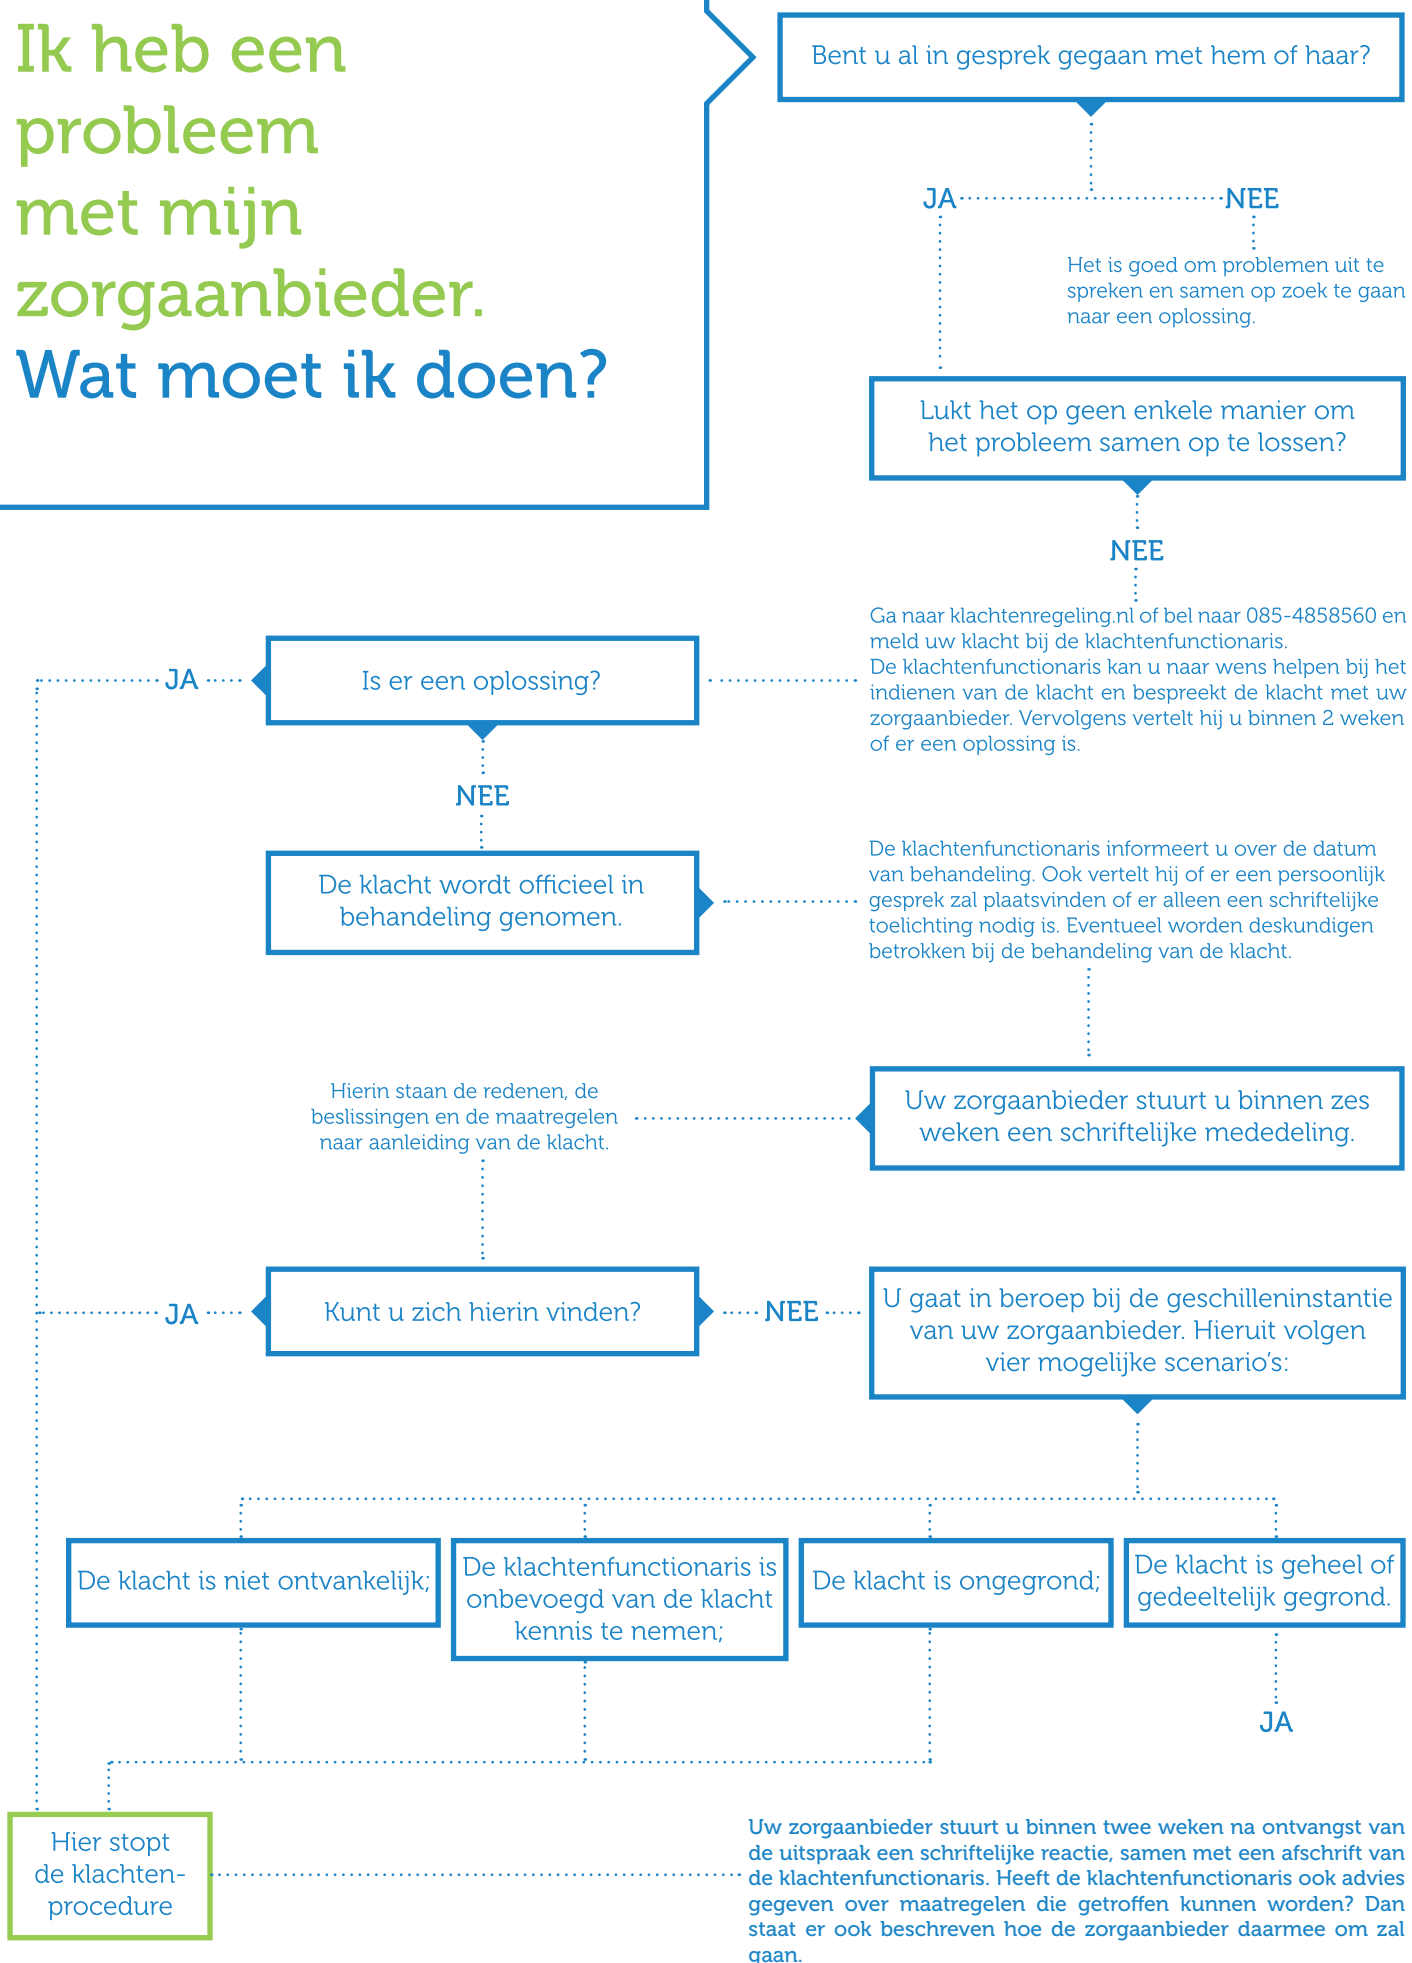 Ik heb een
probleem
met mijn
zorgaanbieder.
Wat moet ik doen?
Bent u al in gesprek gegaan met hem of haar?
JA
NEE
Het is goed om problemen uit te
spreken en samen op zoek te gaan
naar een oplossing.
Lukt het op geen enkele manier om
het probleem samen op te lossen?
NEE
Ga naar klachtenregeling.nl of bel naar 085-4858560 en
meld uw klacht bij de klachtenfunctionaris.
De klachtenfunctionaris kan u naar wens helpen bij het
indienen van de klacht en bespreekt de klacht met uw
zorgaanbieder. Vervolgens vertelt hij u binnen 2 weken
of er een oplossing is.
Is er een oplossing?
JA
NEE
De klacht wordt officieel in
behandeling genomen.
De klachtenfunctionaris informeert u over de datum
van behandeling. Ook vertelt hij of er een persoonlijk
gesprek zal plaatsvinden of er alleen een schriftelijke
toelichting nodig is. Eventueel worden deskundigen
betrokken bij de behandeling van de klacht.
Uw zorgaanbieder stuurt u binnen zes
weken een schriftelijke mededeling.
Hierin staan de redenen, de
beslissingen en de maatregelen
naar aanleiding van de klacht.
Kunt u zich hierin vinden?
JA
NEE
U gaat in beroep bij de geschilleninstantie
van uw zorgaanbieder. Hieruit volgen
vier mogelijke scenario's:
De klacht is niet ontvankelijk;
De klachtenfunctionaris is
onbevoegd van de klacht
kennis te nemen;
De klacht is ongegrond;
De klacht is geheel of
gedeeltelijk gegrond.
JA
Hier stopt
de klachten-
procedure
Uw zorgaanbieder stuurt u binnen twee weken na ontvangst van
de uitspraak een schriftelijke reactie, samen met een afschrift van
de klachtenfunctionaris. Heeft de klachtenfunctionaris ook advies
gegeven over maatregelen die getroffen kunnen worden? Dan
staat er ook beschreven hoe de zorgaanbieder daarmee om zal
gaan.